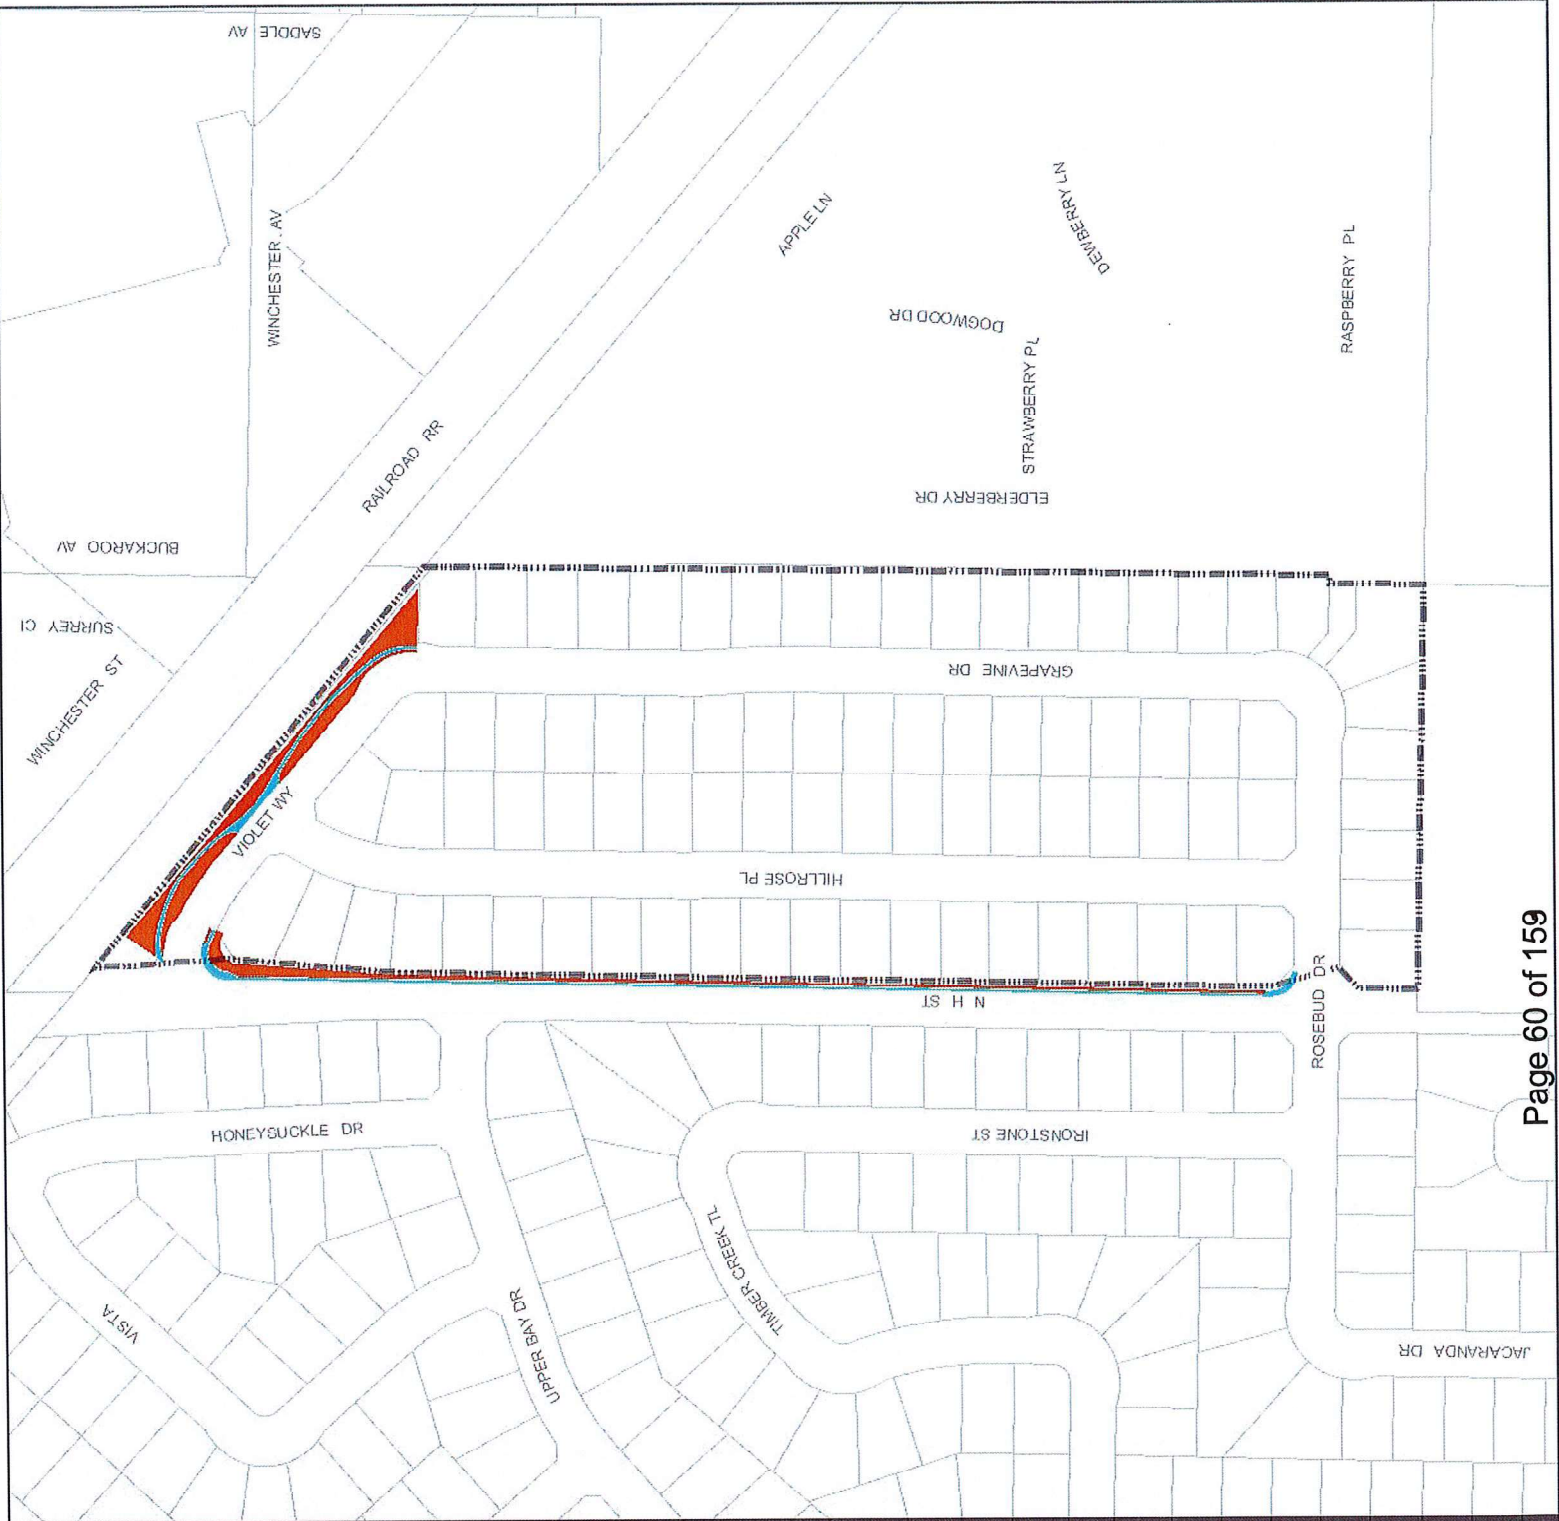 SADDLE AV
WINCHESTER AV
APPLE LN
DEWBERRY LN
DOGWOOD DR
RASPBERRY PL
STRAWBERRY PL
RAILROAD RR
ELDERBERRY DR
BUCKAROO AV
SURREY CI
WINCHESTER ST
GRAPEVINE DR
VIOLET WY
HILLROSE PL
N H ST
ROSEBUD DR
HONEYSUCKLE DR
IRONSTONE ST
TIMBER CREEK TL
VISTA
UPPER BAY DR
JACARANDA DR
Page 60 of 159